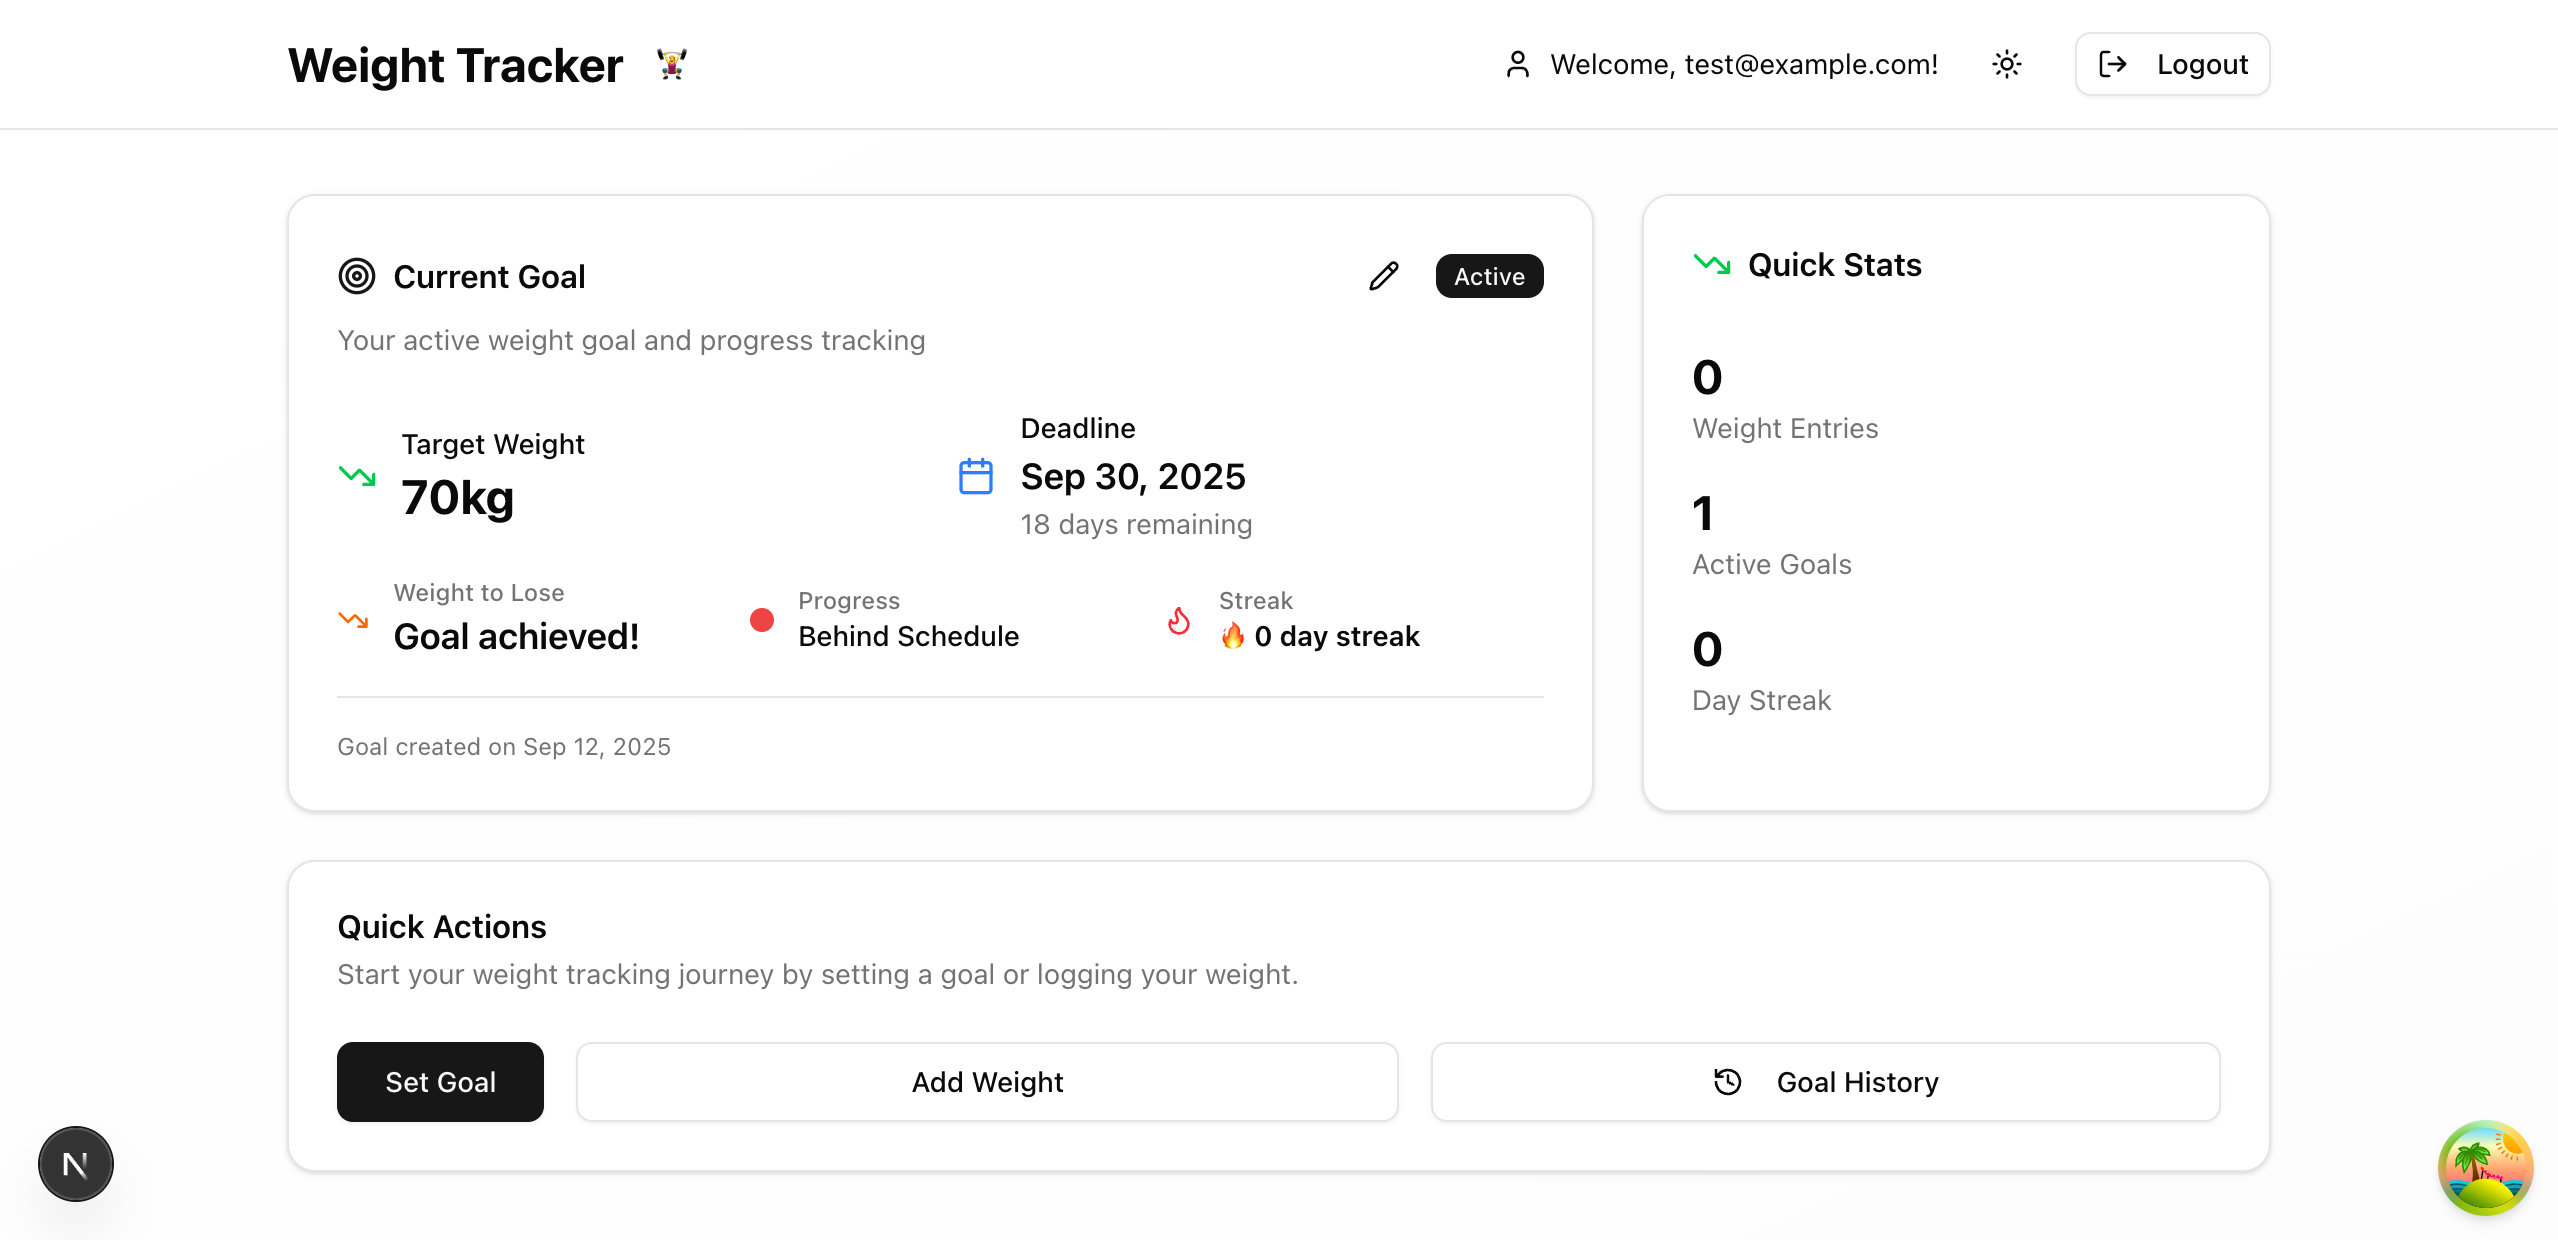 Weight Tracker 🏋️‍♀️
Welcome, test@example.com!
Logout
Current Goal
Active
Your active weight goal and progress tracking
Target Weight
70kg
Deadline
Sep 30, 2025
18 days remaining
Weight to Lose
Goal achieved!
Progress
Behind Schedule
Streak
🔥 0 day streak
Goal created on Sep 12, 2025
Quick Stats
0
Weight Entries
1
Active Goals
0
Day Streak
Quick Actions
Start your weight tracking journey by setting a goal or logging your weight.
Set Goal
Add Weight
Goal History
N